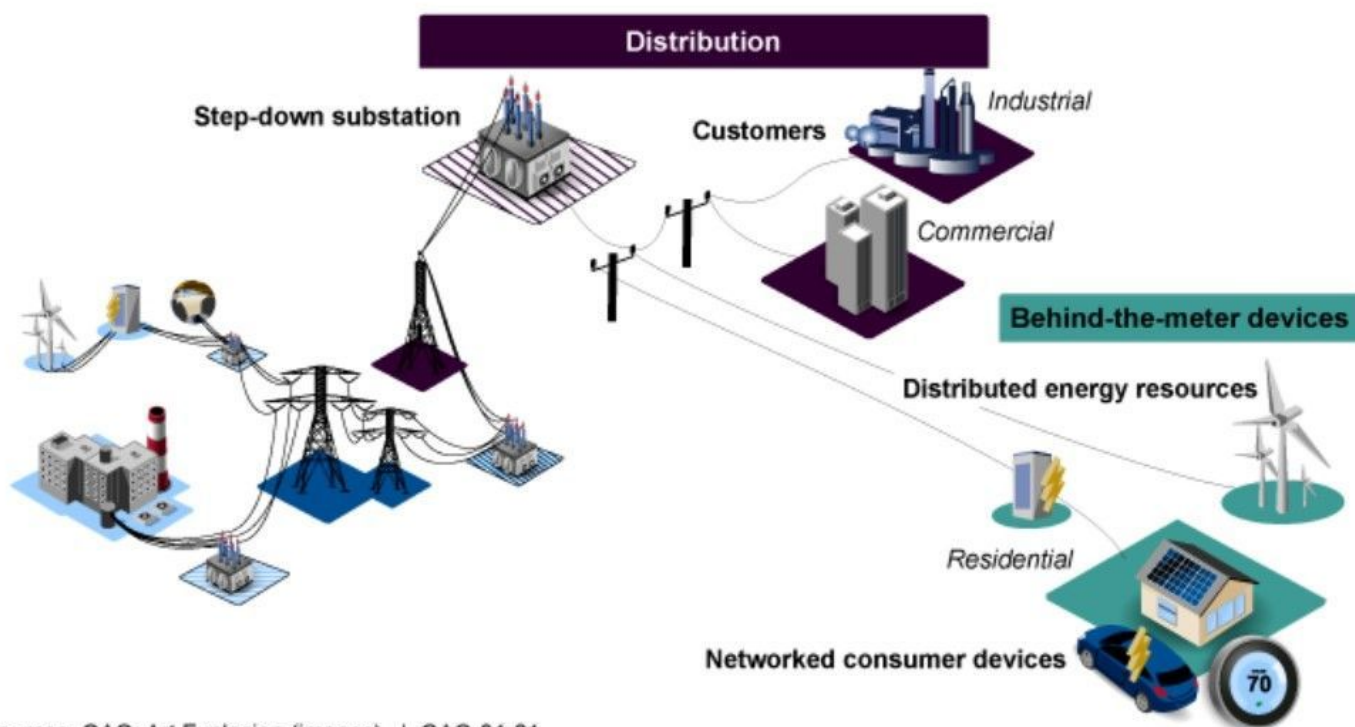 Distribution
Step-down substation
Customers
Industrial
Commercial
Behind-the-meter devices
Distributed energy resources
Residential
Networked consumer devices
70